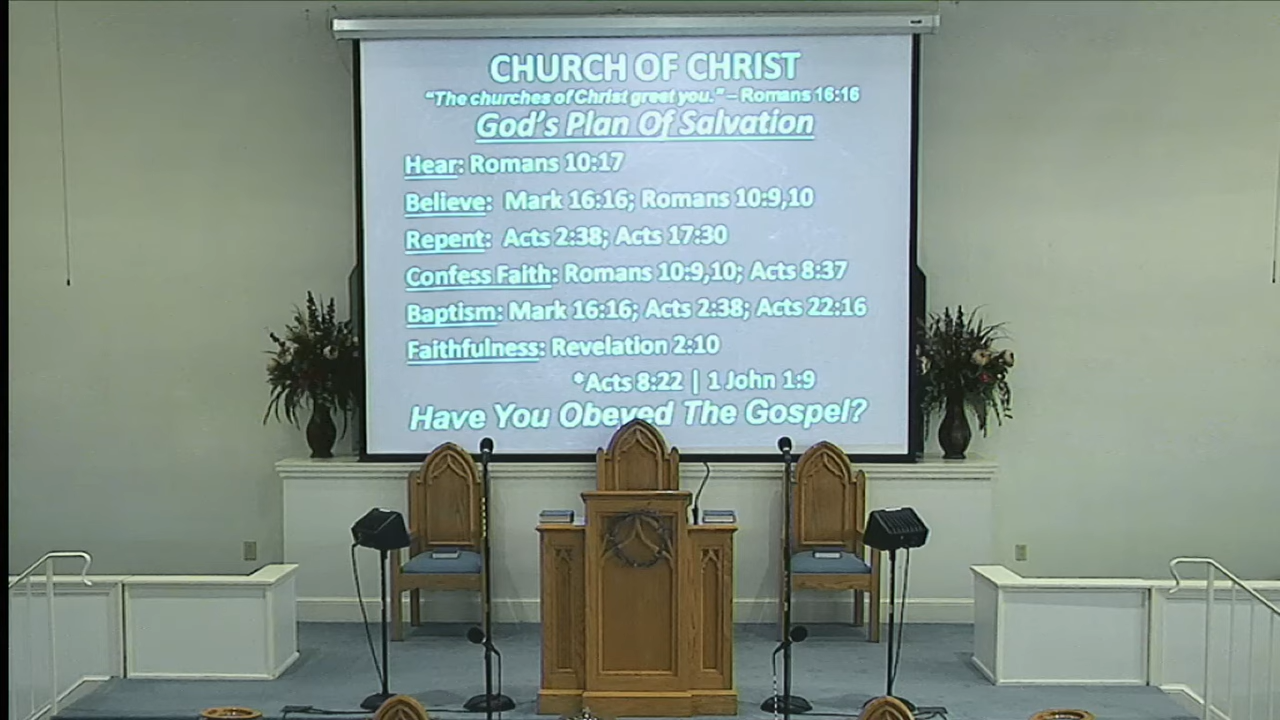 CHURCH OF CHRIST
“The churches of Christ greet you.” – Romans 16:16
God’s Plan Of Salvation
Hear: Romans 10:17
Believe: Mark 16:16; Romans 10:9,10
Repent: Acts 2:38; Acts 17:30
Confess Faith: Romans 10:9,10; Acts 8:37
Baptism: Mark 16:16; Acts 2:38; Acts 22:16
Faithfulness: Revelation 2:10
*Acts 8:22 | 1 John 1:9
Have You Obeyed The Gospel?